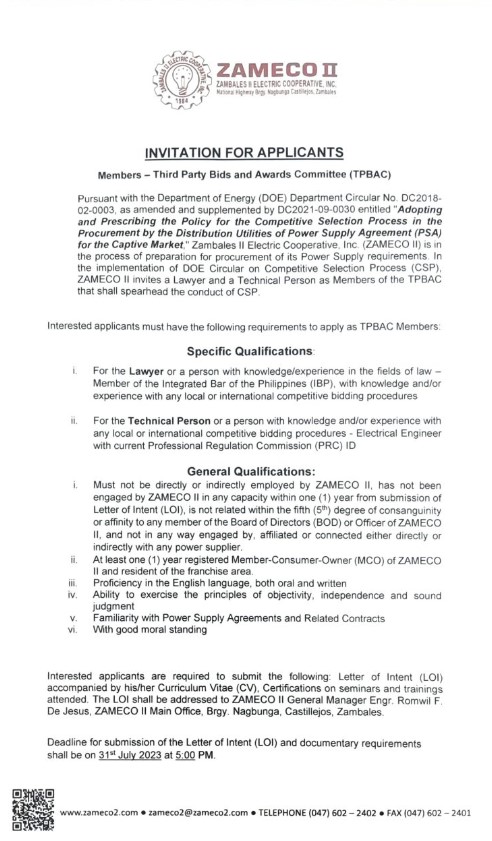 ZAMBALES II ELECTRIC COOPERATIVE, INC.
1984
ZAMECO II
ZAMBALES II ELECTRIC COOPERATIVE, INC.
National Highway Brgy. Nagbunga Castillejos, Zambales
INVITATION FOR APPLICANTS
Members – Third Party Bids and Awards Committee (TPBAC)
Pursuant with the Department of Energy (DOE) Department Circular No. DC2018-
02-0003, as amended and supplemented by DC2021-09-0030 entitled "Adopting
and Prescribing the Policy for the Competitive Selection Process in the
Procurement by the Distribution Utilities of Power Supply Agreement (PSA)
for the Captive Market," Zambales II Electric Cooperative, Inc. (ZAMECO II) is in
the process of preparation for procurement of its Power Supply requirements. In
the implementation of DOE Circular on Competitive Selection Process (CSP),
ZAMECO II invites a Lawyer and a Technical Person as Members of the TPBAC
that shall spearhead the conduct of CSP.
Interested applicants must have the following requirements to apply as TPBAC Members:
Specific Qualifications:
i. For the Lawyer or a person with knowledge/experience in the fields of law –
Member of the Integrated Bar of the Philippines (IBP), with knowledge and/or
experience with any local or international competitive bidding procedures
ii. For the Technical Person or a person with knowledge and/or experience with
any local or international competitive bidding procedures - Electrical Engineer
with current Professional Regulation Commission (PRC) ID
General Qualifications:
i. Must not be directly or indirectly employed by ZAMECO II, has not been
engaged by ZAMECO II in any capacity within one (1) year from submission of
Letter of Intent (LOI), is not related within the fifth (5th) degree of consanguinity
or affinity to any member of the Board of Directors (BOD) or Officer of ZAMECO
II, and not in any way engaged by, affiliated or connected either directly or
indirectly with any power supplier.
ii. At least one (1) year registered Member-Consumer-Owner (MCO) of ZAMECO
II and resident of the franchise area.
iii. Proficiency in the English language, both oral and written
iv. Ability to exercise the principles of objectivity, independence and sound
judgment
v. Familiarity with Power Supply Agreements and Related Contracts
vi. With good moral standing
Interested applicants are required to submit the following: Letter of Intent (LOI)
accompanied by his/her Curriculum Vitae (CV), Certifications on seminars and trainings
attended. The LOI shall be addressed to ZAMECO II General Manager Engr. Romwil F.
De Jesus, ZAMECO II Main Office, Brgy. Nagbunga, Castillejos, Zambales.
Deadline for submission of the Letter of Intent (LOI) and documentary requirements
shall be on 31st July 2023 at 5:00 PM.
www.zameco2.com ● zameco2@zameco2.com ● TELEPHONE (047) 602 – 2402 ● FAX (047) 602 – 2401